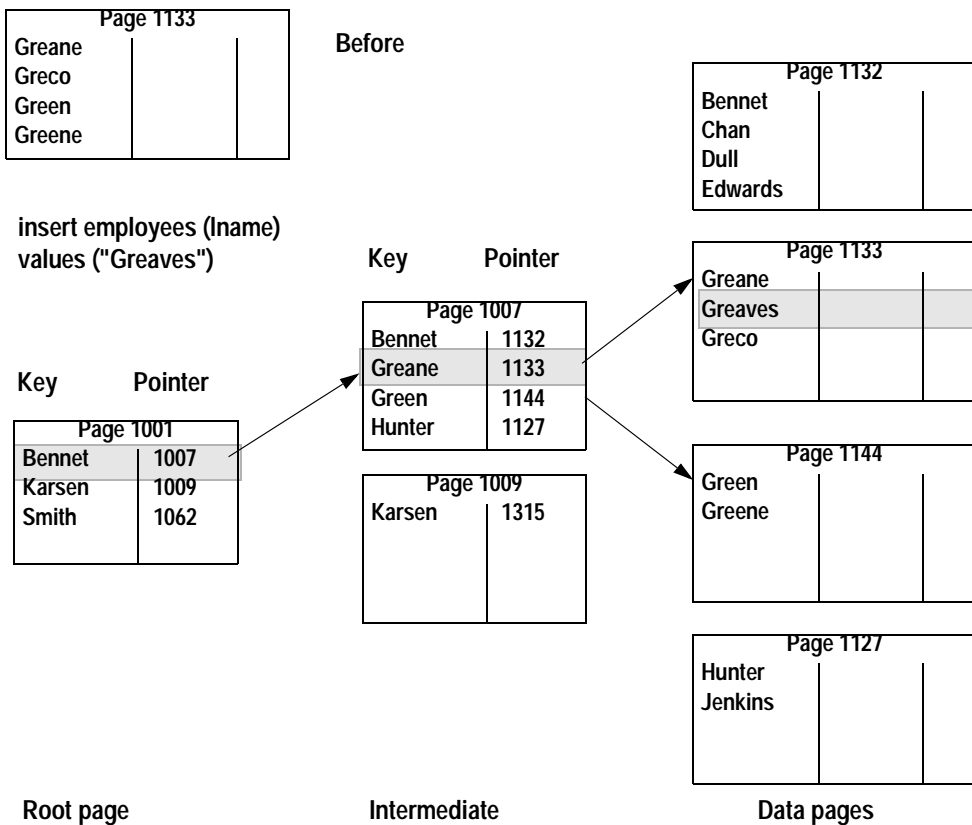 Page 1133
Greane
Greco
Green
Greene
Before
insert employees (lname)
values ("Greaves")
Key Pointer
Page 1001
Bennet 1007
Karsen 1009
Smith 1062
Root page
Key Pointer
Page 1007
Bennet 1132
Greane 1133
Green 1144
Hunter 1127
Page 1009
Karsen 1315
Intermediate
Page 1132
Bennet
Chan
Dull
Edwards
Page 1133
Greane
Greaves
Greco
Page 1144
Green
Greene
Page 1127
Hunter
Jenkins
Data pages